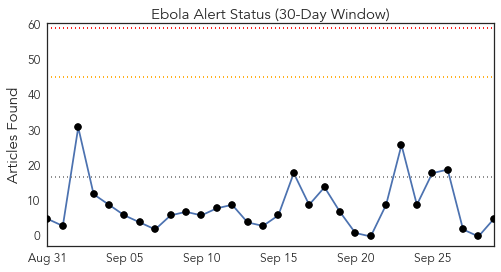 Ebola Alert Status (30-Day Window)
Articles Found
60
50
40
30
20
10
0
Aug 31
Sep 05
Sep 10
Sep 15
Sep 20
Sep 25